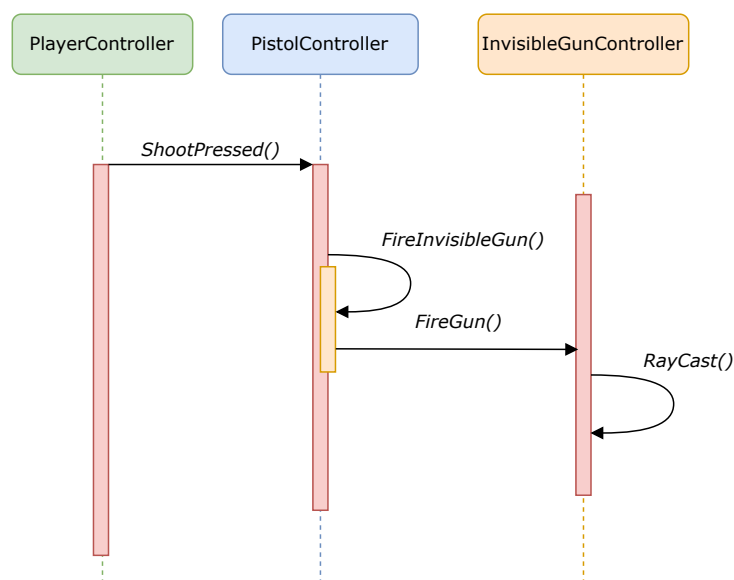 PlayerController
PistolController
InvisibleGunController
ShootPressed()
FireInvisibleGun()
FireGun()
RayCast()